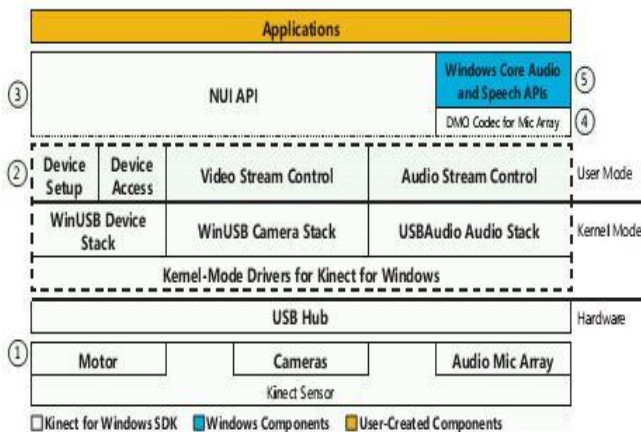 Applications
③
NUI API
Windows Core Audio
and Speech APIs
⑤
DMO Codec for Mic Array
④
②
Device
Setup
Device
Access
Video Stream Control
Audio Stream Control
User Mode
WinUSB Device
Stack
WinUSB Camera Stack
USBAudio Audio Stack
Kernel Mode
Kernel-Mode Drivers for Kinect for Windows
USB Hub
Hardware
①
Motor
Cameras
Audio Mic Array
Kinect Sensor
Kinect for Windows SDK Windows Components User-Created Components